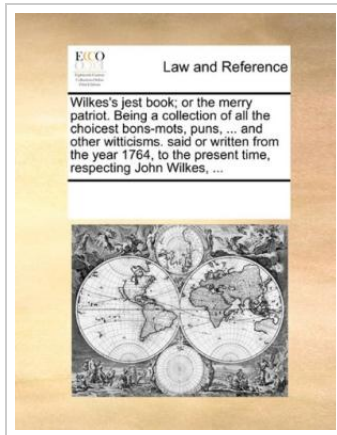 ECCO
Law and Reference
Wilkes's jest book; or the merry
patriot. Being a collection of all the
choicest bons-mots, puns, ... and
other witticisms. said or written from
the year 1764, to the present time,
respecting John Wilkes, ...